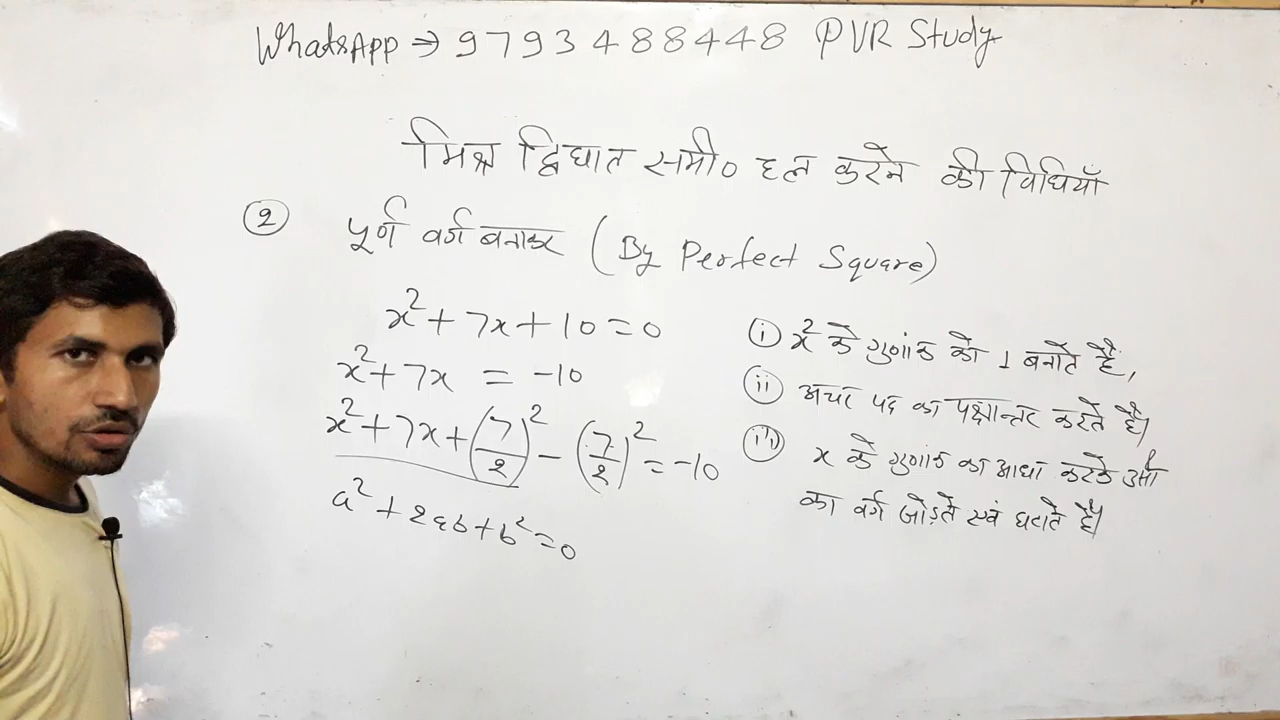 WhatsApp → 9793488448 PVR Study
मिश्र द्विघात समी० हल करने की विधियाँ
② पूर्ण वर्ग बनाकर (By Perfect Square)
x² + 7x + 10 = 0
x² + 7x = -10
x² + 7x + (7/2)² - (7/2)² = -10
a² + 2ab + b² = 0
(i) x² के गुणांक को 1 बनाते हैं,
(ii) अचर पद का पक्षान्तर करते हैं।
(iii) x के गुणांक का आधा करके उसी
का वर्ग जोड़ते एवं घटाते हैं।